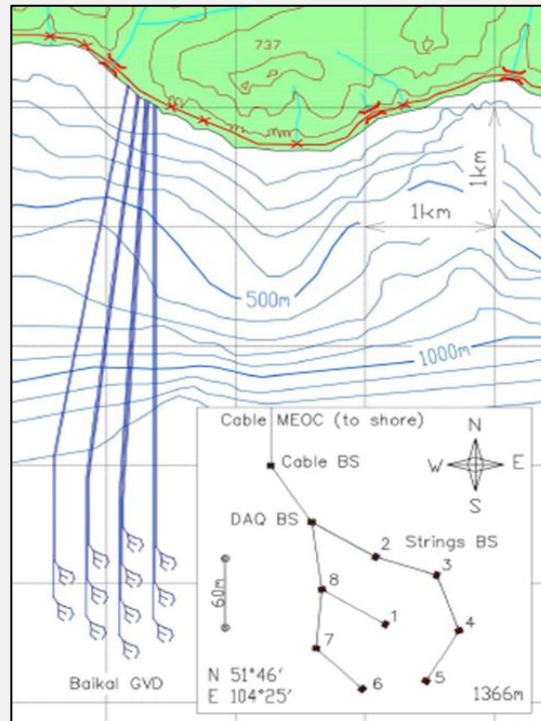 737
1km
1km
500m
1000m
Cable MEOC (to shore)
Cable BS
N
W
E
S
DAQ BS
2
Strings BS
3
60m
8
1
4
7
5
6
N 51°46'
E 104°25'
1366m
Baikal GVD